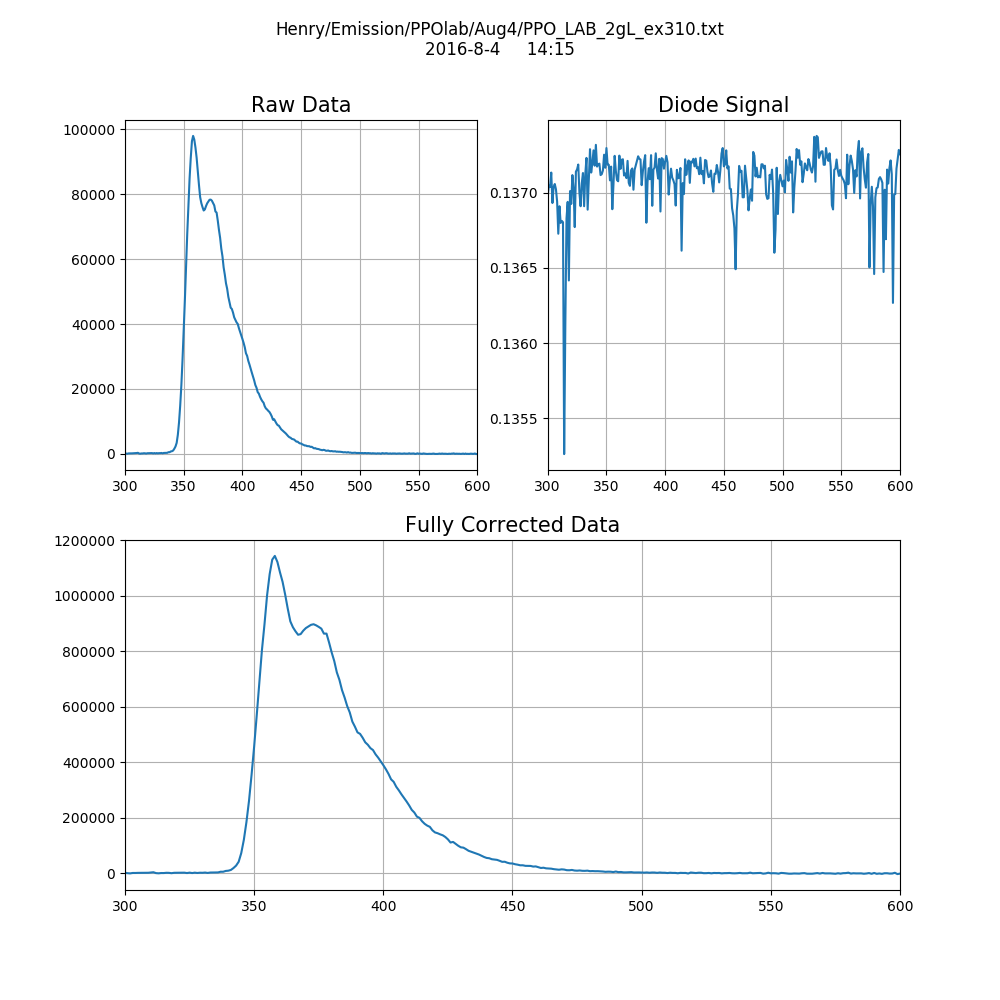 Henry/Emission/PPOlab/Aug4/PPO_LAB_2gL_ex310.txt
2016-8-4 14:15
Raw Data
100000
80000
60000
40000
20000
0
300 350 400 450 500 550 600
Diode Signal
0.1370
0.1365
0.1360
0.1355
300 350 400 450 500 550 600
Fully Corrected Data
1200000
1000000
800000
600000
400000
200000
0
300 350 400 450 500 550 600